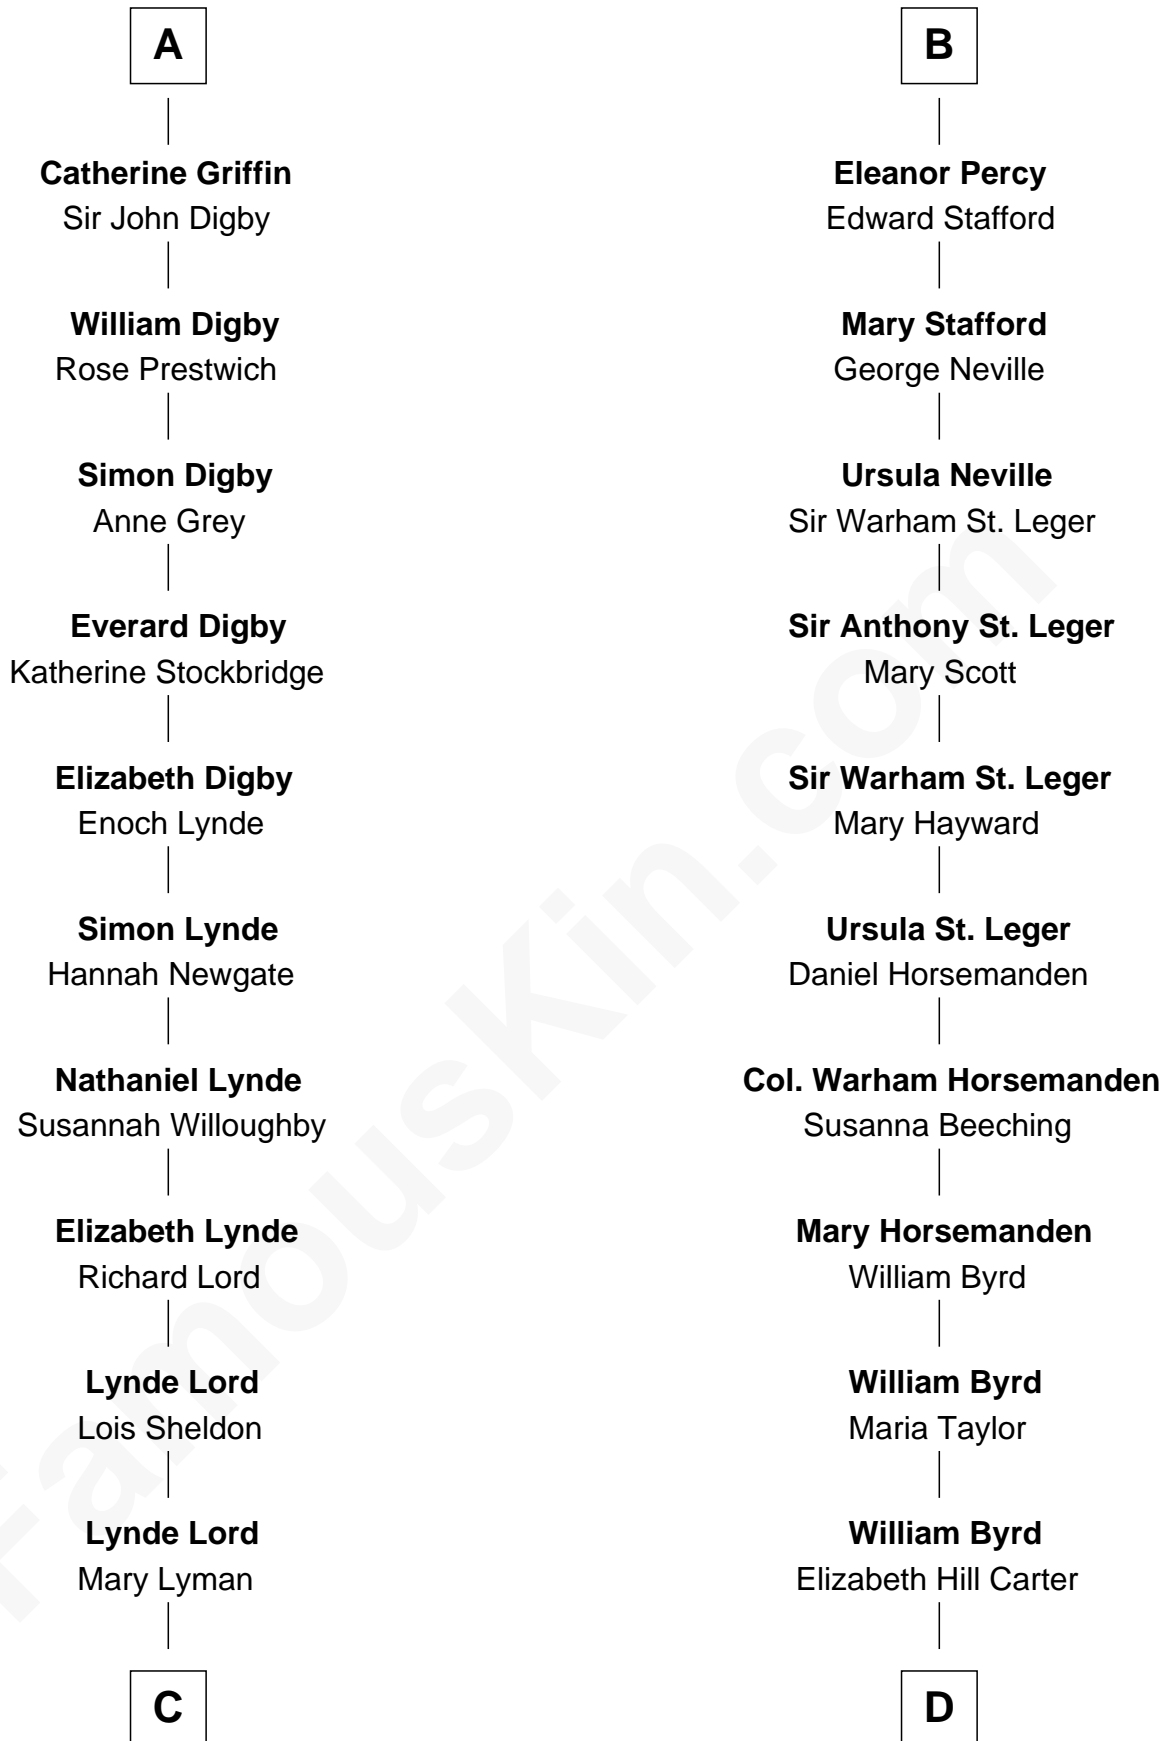 A
Catherine Griffin
Sir John Digby
William Digby
Rose Prestwich
Simon Digby
Anne Grey
Everard Digby
Katherine Stockbridge
Elizabeth Digby
Enoch Lynde
Simon Lynde
Hannah Newgate
Nathaniel Lynde
Susannah Willoughby
Elizabeth Lynde
Richard Lord
Lynde Lord
Lois Sheldon
Lynde Lord
Mary Lyman
C
B
Eleanor Percy
Edward Stafford
Mary Stafford
George Neville
Ursula Neville
Sir Warham St. Leger
Sir Anthony St. Leger
Mary Scott
Sir Warham St. Leger
Mary Hayward
Ursula St. Leger
Daniel Horsemanden
Col. Warham Horsemanden
Susanna Beeching
Mary Horsemanden
William Byrd
William Byrd
Maria Taylor
William Byrd
Elizabeth Hill Carter
D
FamousKin.com